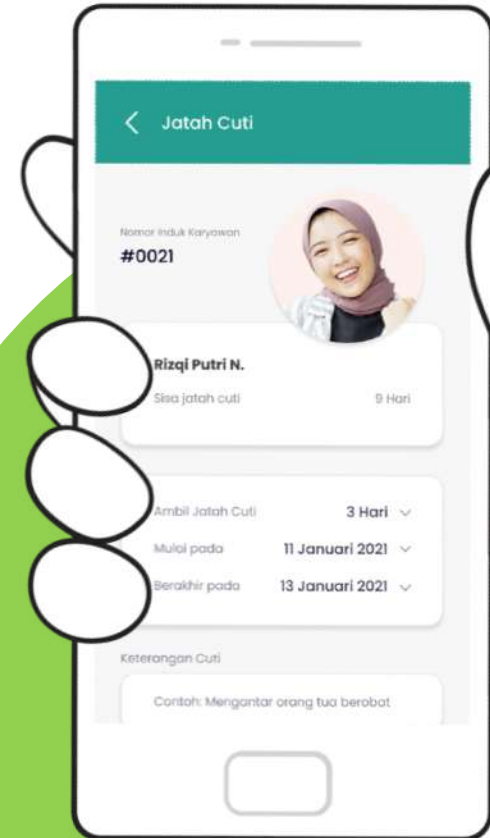 Jatah Cuti
Nomor Induk Karyawan
#0021
Rizqi Putri N.
Sisa jatah cuti 9 Hari
Ambil Jatah Cuti 3 Hari
Mulai pada 11 Januari 2021
Berakhir pada 13 Januari 2021
Keterangan Cuti
Contoh: Mengantar orang tua berobat